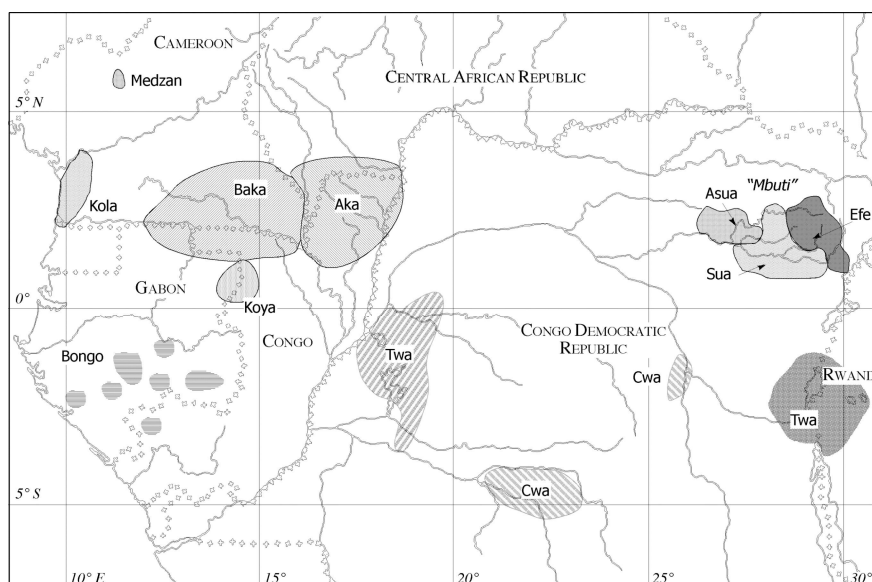 CAMEROON
Medzan
CENTRAL AFRICAN REPUBLIC
5° N
Kola
Baka
Aka
Asua
"Mbuti"
Efe
Sua
GABON
Koya
0°
CONGO
CONGO DEMOCRATIC
REPUBLIC
Bongo
Twa
Cwa
RWAND
Twa
Cwa
5° S
10° E
15°
20°
25°
30°